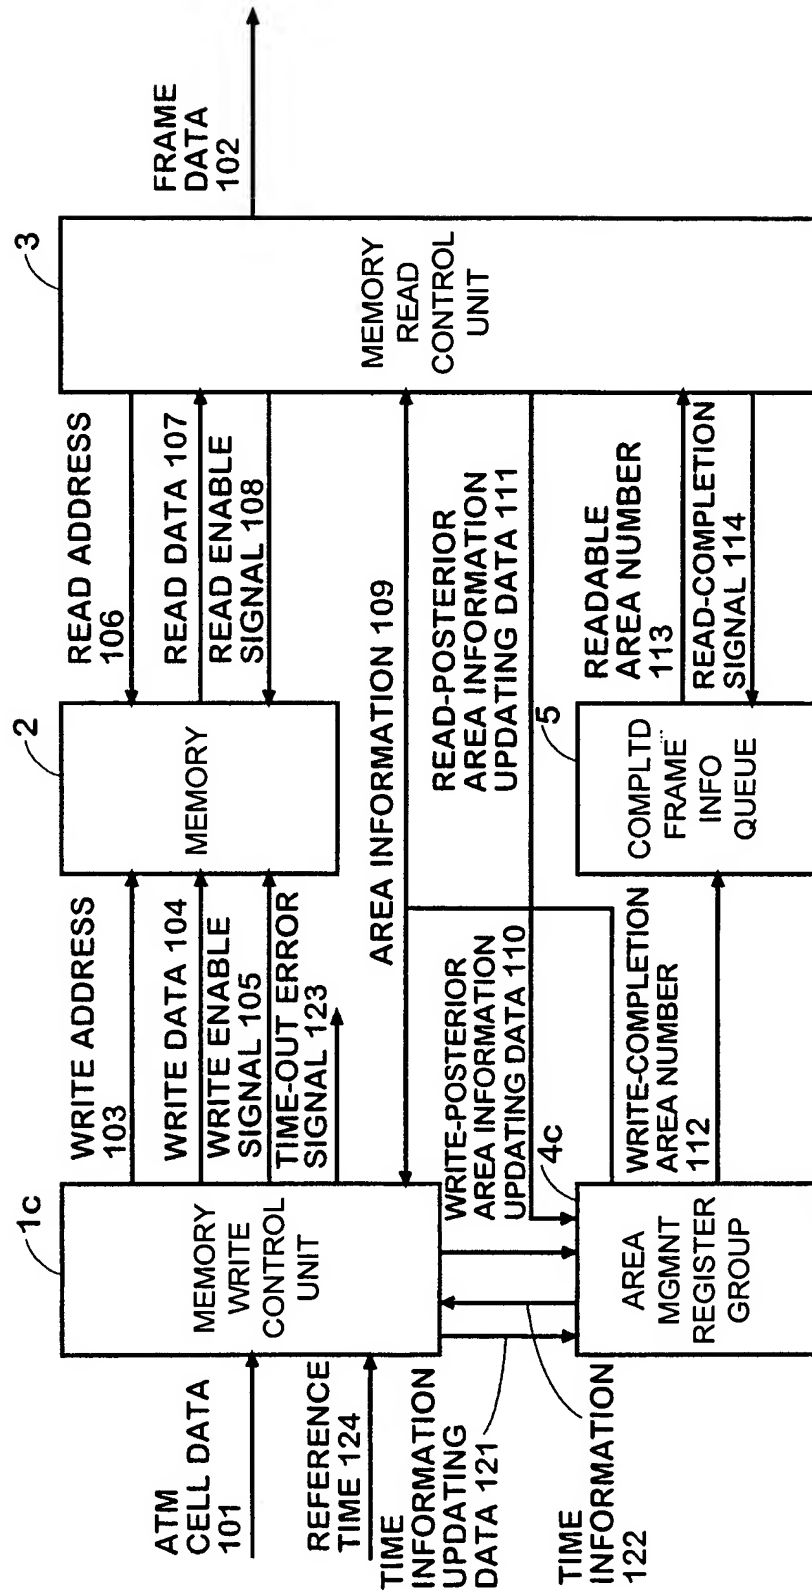 ATM
CELL DATA
101
REFERENCE
TIME 124
TIME
INFORMATION
UPDATING
DATA 121
TIME
INFORMATION
122
1c
MEMORY
WRITE
CONTROL
UNIT
4c
AREA
MGMNT
REGISTER
GROUP
WRITE ADDRESS
103
WRITE DATA 104
WRITE ENABLE
SIGNAL 105
TIME-OUT ERROR
SIGNAL 123
WRITE-POSTERIOR
AREA INFORMATION
UPDATING DATA 110
WRITE-COMPLETION
AREA NUMBER
112
2
MEMORY
AREA INFORMATION 109
5
COMPLTD
FRAME
INFO
QUEUE
READ ADDRESS
106
READ DATA 107
READ ENABLE
SIGNAL 108
READ-POSTERIOR
AREA INFORMATION
UPDATING DATA 111
READABLE
AREA NUMBER
113
READ-COMPLETION
SIGNAL 114
3
MEMORY
READ
CONTROL
UNIT
FRAME
DATA
102